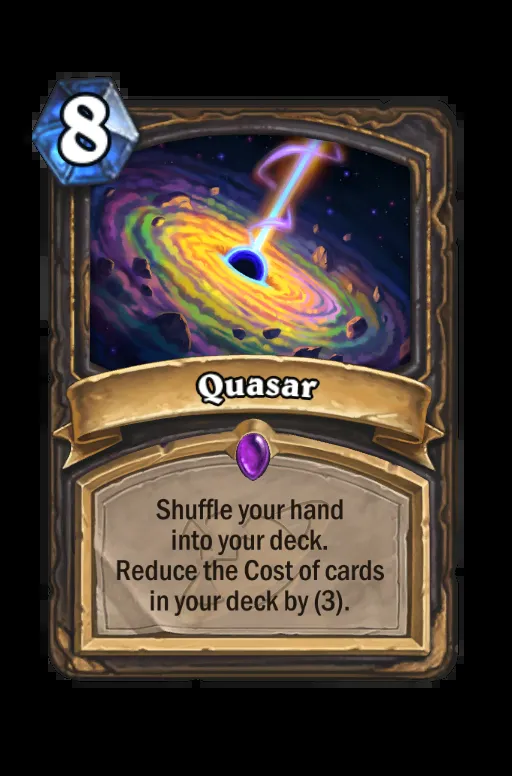 8
Quasar
Shuffle your hand
into your deck.
Reduce the Cost of cards
in your deck by (3).